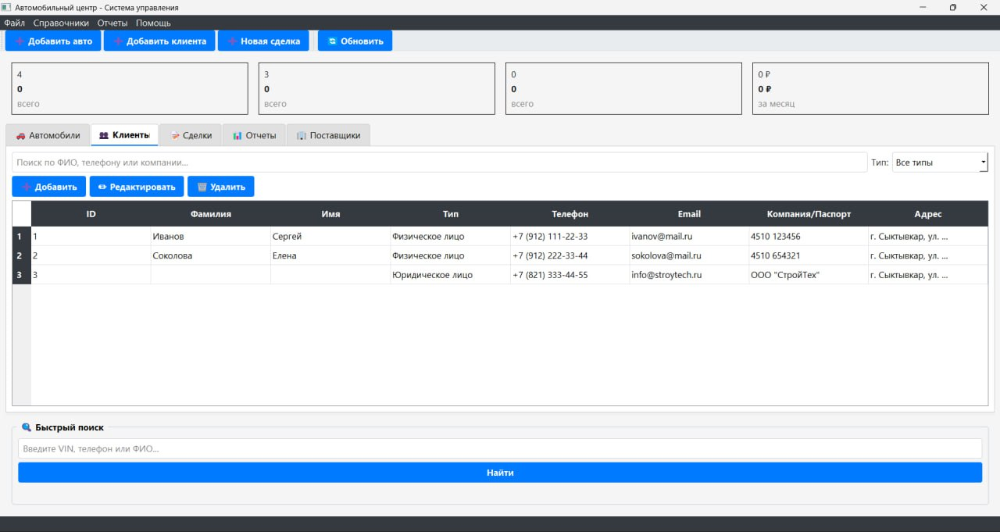 Автомобильный центр - Система управления
Файл Справочники Отчеты Помощь
Добавить авто Добавить клиента Новая сделка Обновить
4 3 0 0 ₽
0 0 0 0 ₽
всего всего всего за месяц
Автомобили Клиенты Сделки Отчеты Поставщики
Поиск по ФИО, телефону или компании... Тип: Все типы
Добавить Редактировать Удалить
ID Фамилия Имя Тип Телефон Email Компания/Паспорт Адрес
1 1 Иванов Сергей Физическое лицо +7 (912) 111-22-33 ivanov@mail.ru 4510 123456 г. Сыктывкар, ул. ...
2 2 Соколова Елена Физическое лицо +7 (912) 222-33-44 sokolova@mail.ru 4510 654321 г. Сыктывкар, ул. ...
3 3 Юридическое лицо +7 (821) 333-44-55 info@stroytech.ru ООО "СтройТех" г. Сыктывкар, ул. ...
Быстрый поиск
Введите VIN, телефон или ФИО...
Найти